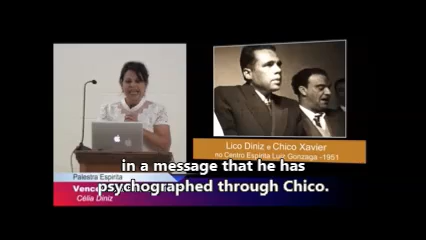 Lico Diniz e Chico Xavier
no Centro Espírita Luiz Gonzaga -1951
in a message that he has
psychographed through Chico.
Palestra Espírita
Vence
Célia Diniz